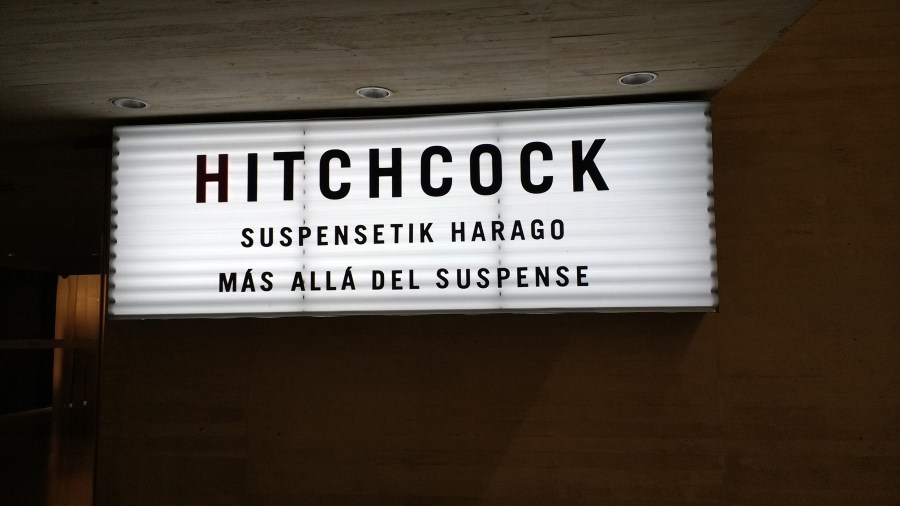 HITCHCOCK
SUSPENSETIK HARAGO
MÁS ALLÁ DEL SUSPENSE